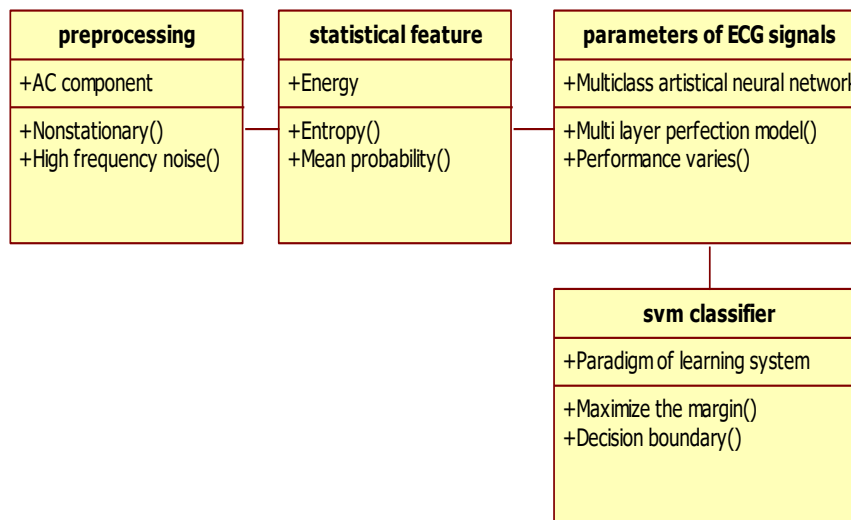 preprocessing
+AC component
+Nonstationary()
+High frequency noise()
statistical feature
+Energy
+Entropy()
+Mean probability()
parameters of ECG signals
+Multiclass artistical neural network
+Multi layer perfection model()
+Performance varies()
svm classifier
+Paradigm of learning system
+Maximize the margin()
+Decision boundary()